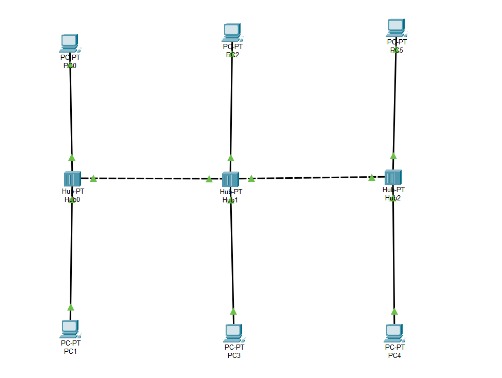 PC-PT
PC0
PC-PT
PC2
PC-PT
PC5
Hub-PT
Hub0
Hub-PT
Hub1
Hub-PT
Hub2
PC-PT
PC1
PC-PT
PC3
PC-PT
PC4